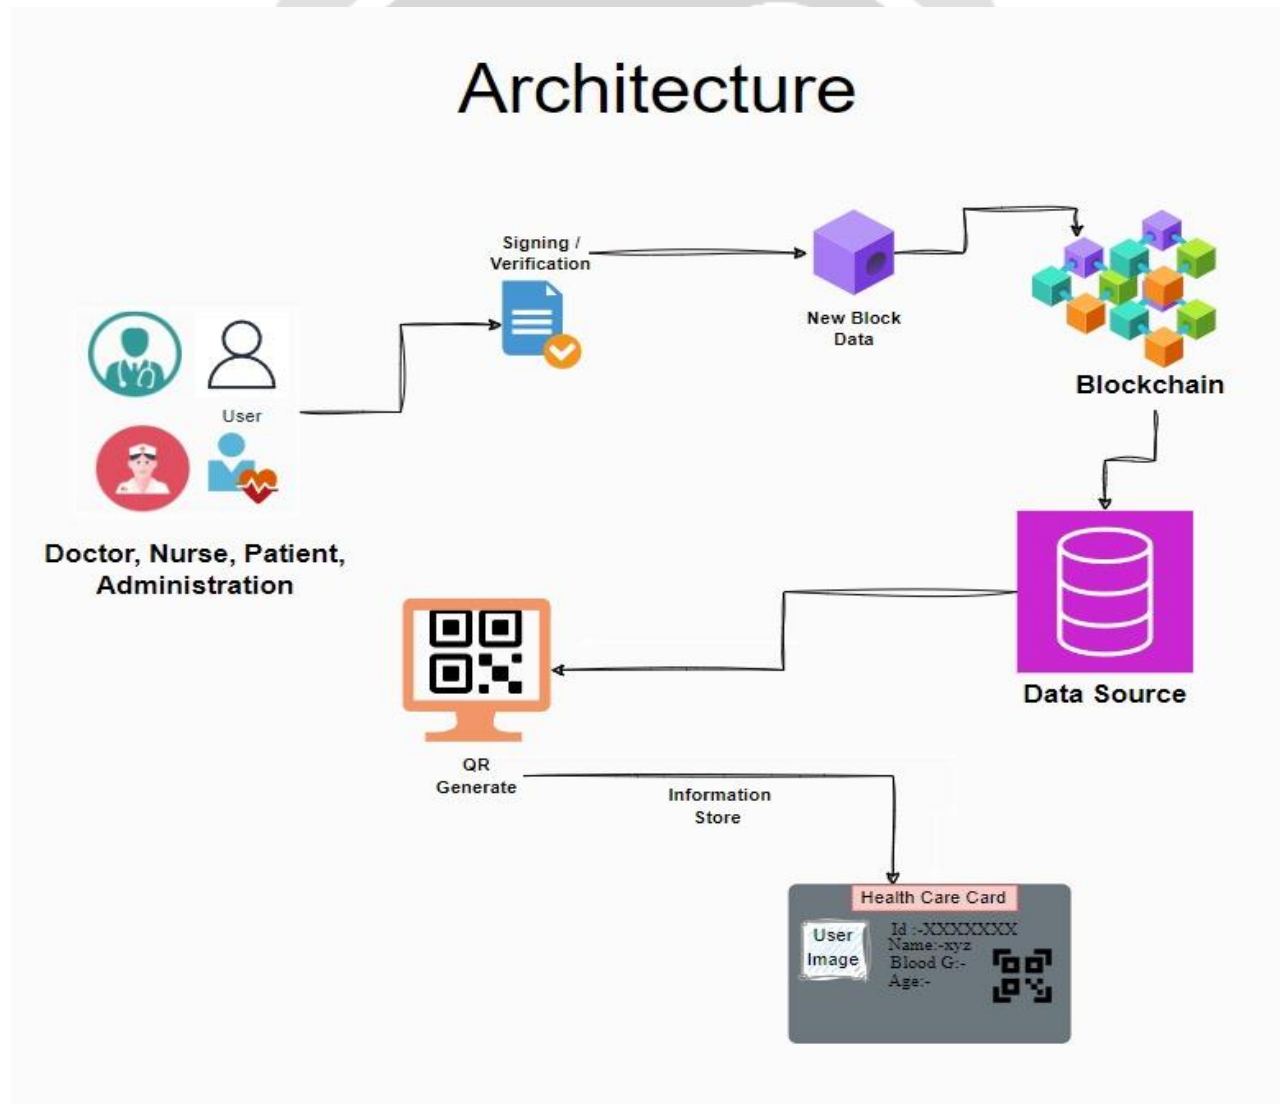 Architecture
Signing /
Verification
New Block
Data
Blockchain
User
Doctor, Nurse, Patient,
Administration
Data Source
QR
Generate
Information
Store
Health Care Card
User
Image
Id :-XXXXXXX
Name:-xyz
Blood G:-
Age:-